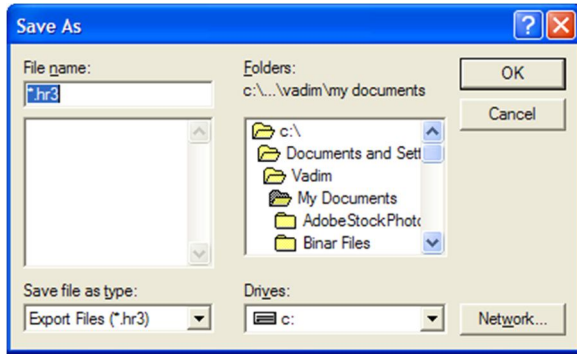 Save As
File name:
*.hr3
Folders:
c:\...\vadim\my documents
OK
Cancel
c:\
Documents and Sett
Vadim
My Documents
AdobeStockPhoto
Binar Files
Save file as type:
Export Files (*.hr3)
Drives:
c:
Network...